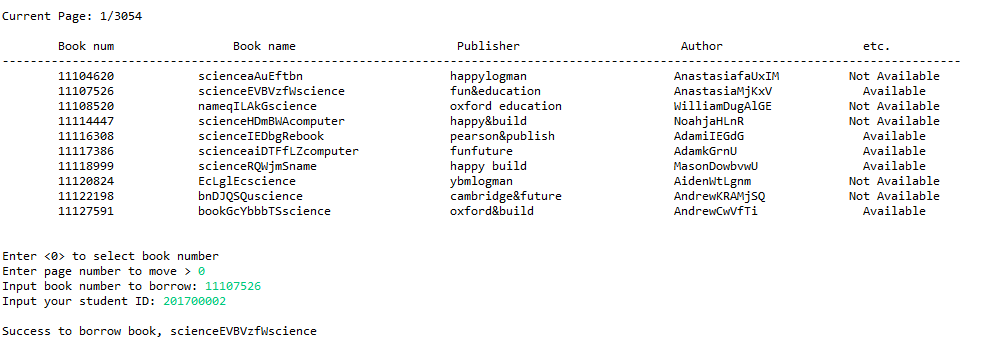 Current Page: 1/3054
Book num Book name Publisher Author etc.
--------------------------------------------------------------------------------------------------------------------------------------
11104620 scienceaAuEftbn happylogman AnastasiafaUxIM Not Available
11107526 scienceEVBVzfWscience fun&education AnastasiaMjKxV Available
11108520 nameqILAkGscience oxford education WilliamDugAlGE Not Available
11114447 scienceHDmBWAcomputer happy&build NoahjaHLnR Not Available
11116308 scienceIEDbgRebook pearson&publish AdamiIEGdG Available
11117386 scienceaiDTFfLZcomputer funfuture AdamkGrnU Available
11118999 scienceRQWjmSname happy build MasonDowbvwU Available
11120824 EcLglEcscience ybmlogman AidenWtLgnm Not Available
11122198 bnDJQSQuscience cambridge&future AndrewKRAMjSQ Not Available
11127591 bookGcYbbbTSscience oxford&build AndrewCwVfTi Available
Enter <0> to select book number
Enter page number to move > 0
Input book number to borrow: 11107526
Input your student ID: 201700002
Success to borrow book, scienceEVBVzfWscience